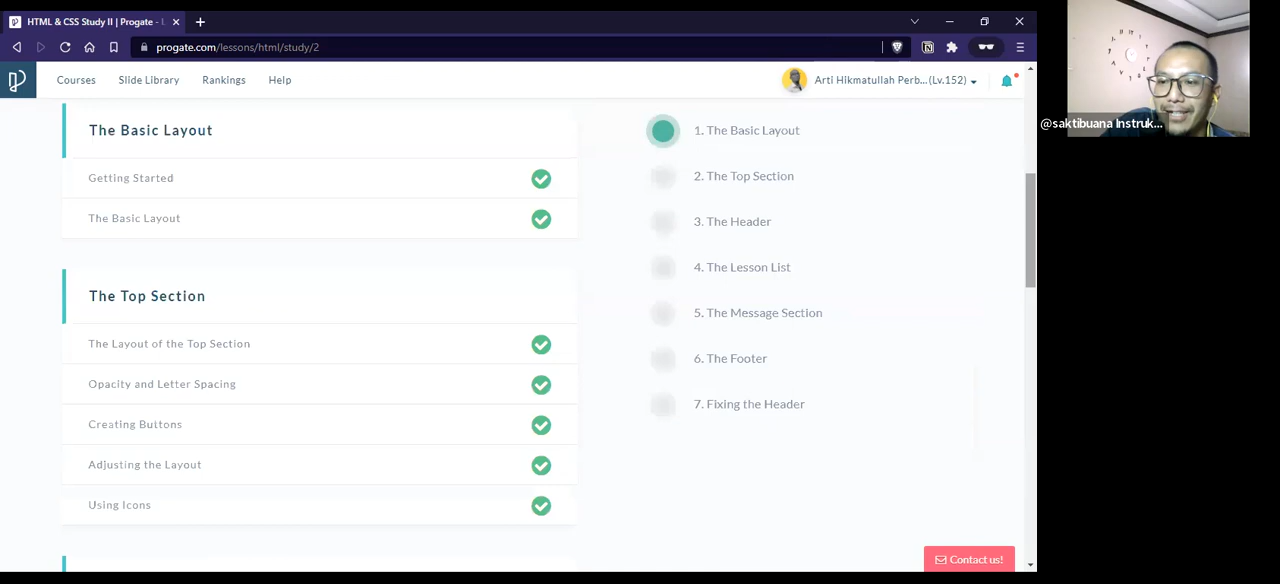 HTML & CSS Study II | Progate -
progate.com/lessons/html/study/2
Courses
Slide Library
Rankings
Help
Arti Hikmatullah Perb...(Lv.152)
@saktibuana Instruk...
The Basic Layout
Getting Started
The Basic Layout
The Top Section
The Layout of the Top Section
Opacity and Letter Spacing
Creating Buttons
Adjusting the Layout
Using Icons
1. The Basic Layout
2. The Top Section
3. The Header
4. The Lesson List
5. The Message Section
6. The Footer
7. Fixing the Header
Contact us!